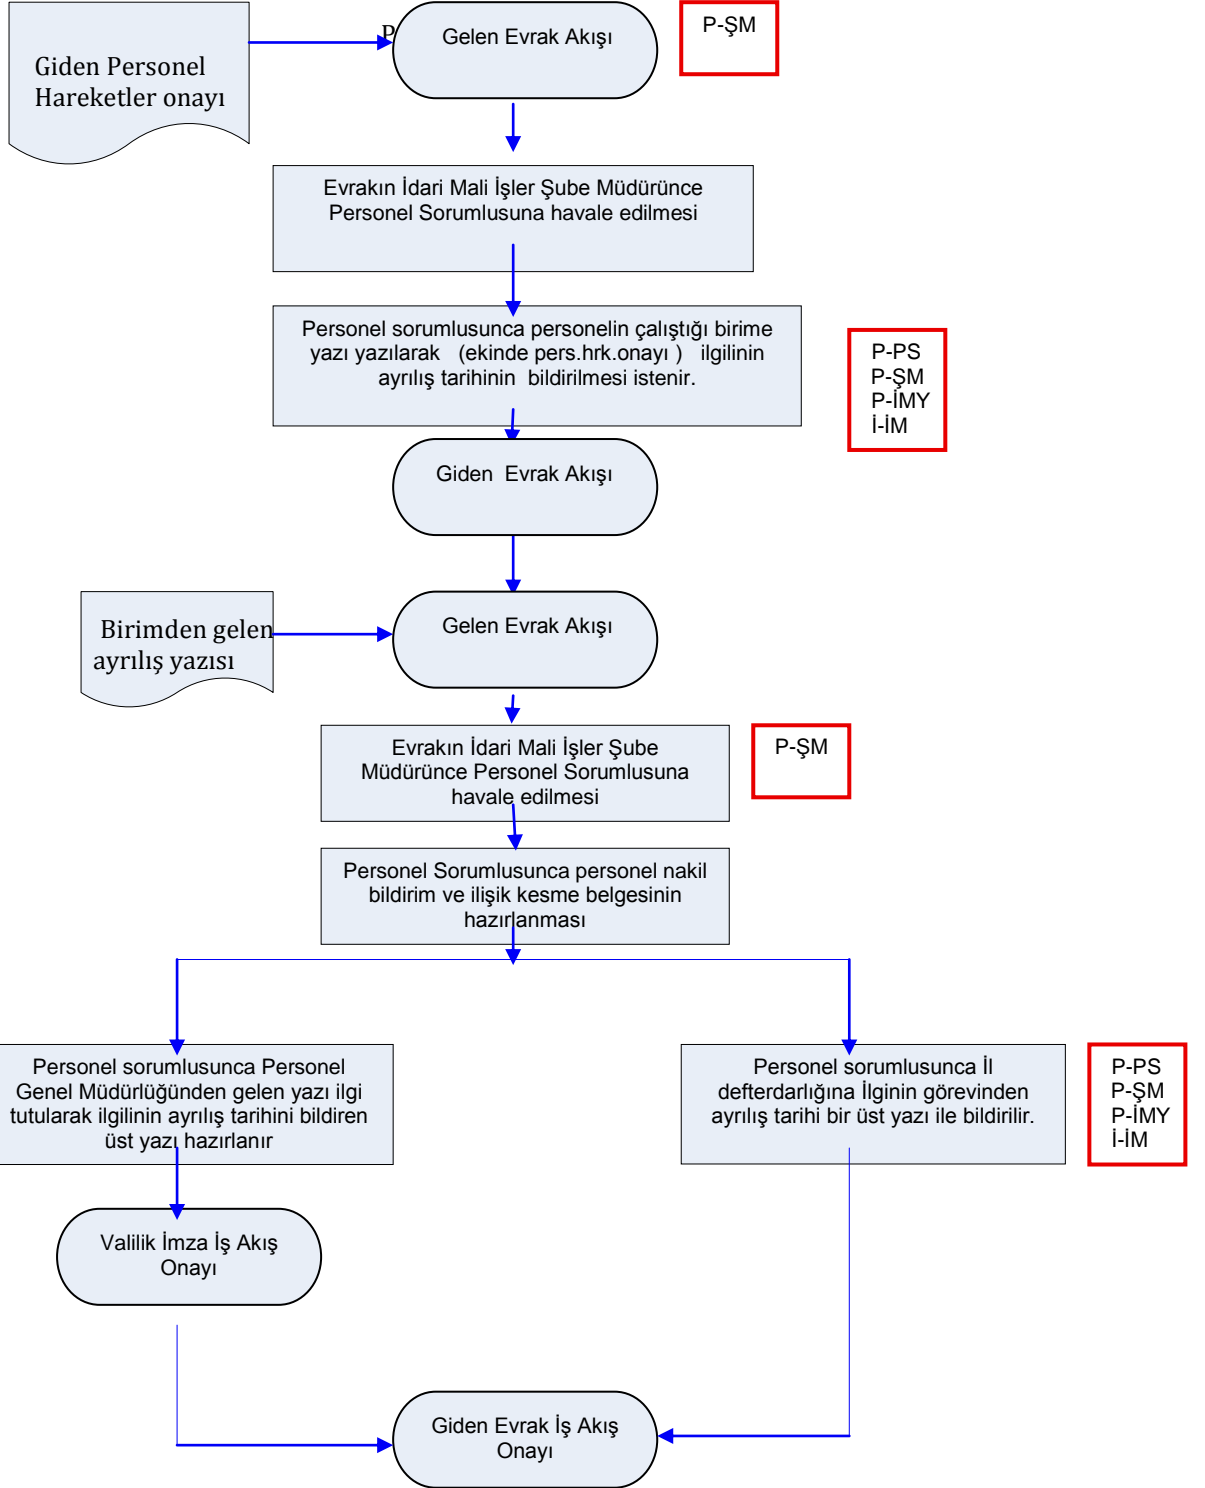 Giden Personel
Hareketler onayı
P
Gelen Evrak Akışı
P-ŞM
Evrakın İdari Mali İşler Şube Müdürünce
Personel Sorumlusuna havale edilmesi
Personel sorumlusunca personelin çalıştığı birime
yazı yazılarak (ekinde pers.hrk.onayı ) ilgilinin
ayrılış tarihinin bildirilmesi istenir.
P-PS
P-ŞM
P-İMY
İ-İM
Giden Evrak Akışı
Birimden gelen
ayrılış yazısı
Gelen Evrak Akışı
Evrakın İdari Mali İşler Şube
Müdürünce Personel Sorumlusuna
havale edilmesi
P-ŞM
Personel Sorumlusunca personel nakil
bildirim ve ilişik kesme belgesinin
hazırlanması
Personel sorumlusunca Personel
Genel Müdürlüğünden gelen yazı ilgi
tutularak ilgilinin ayrılış tarihini bildiren
üst yazı hazırlanır
Personel sorumlusunca İl
defterdarlığına İlginin görevinden
ayrılış tarihi bir üst yazı ile bildirilir.
P-PS
P-ŞM
P-İMY
İ-İM
Valilik İmza İş Akış
Onayı
Giden Evrak İş Akış
Onayı